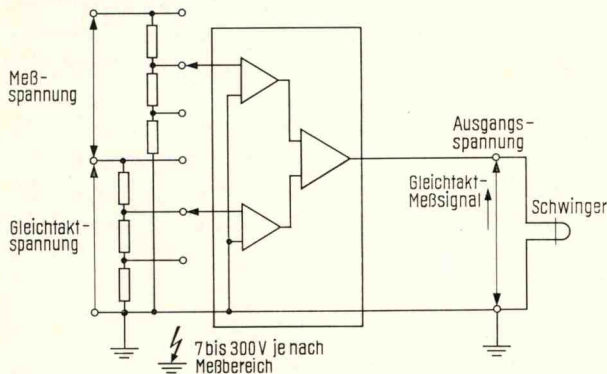 Meß-
spannung
Gleichtakt-
spannung
7 bis 300 V je nach
Meßbereich
Ausgangs-
spannung
Gleichtakt-
Meßsignal
Schwinger